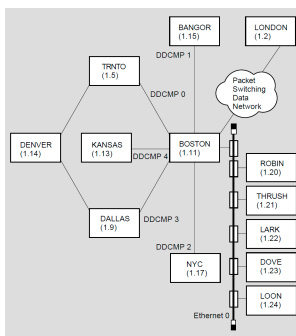 BANGOR
(1.15)
LONDON
(1.2)
DDCMP 1
TRNTO
(1.5)
Packet
Switching
Data
Network
DDCMP 0
DENVER
(1.14)
KANSAS
(1.13)
DDCMP 4
BOSTON
(1.11)
ROBIN
(1.20)
THRUSH
(1.21)
DALLAS
(1.9)
DDCMP 3
LARK
(1.22)
DDCMP 2
NYC
(1.17)
DOVE
(1.23)
LOON
(1.24)
Ethernet 0